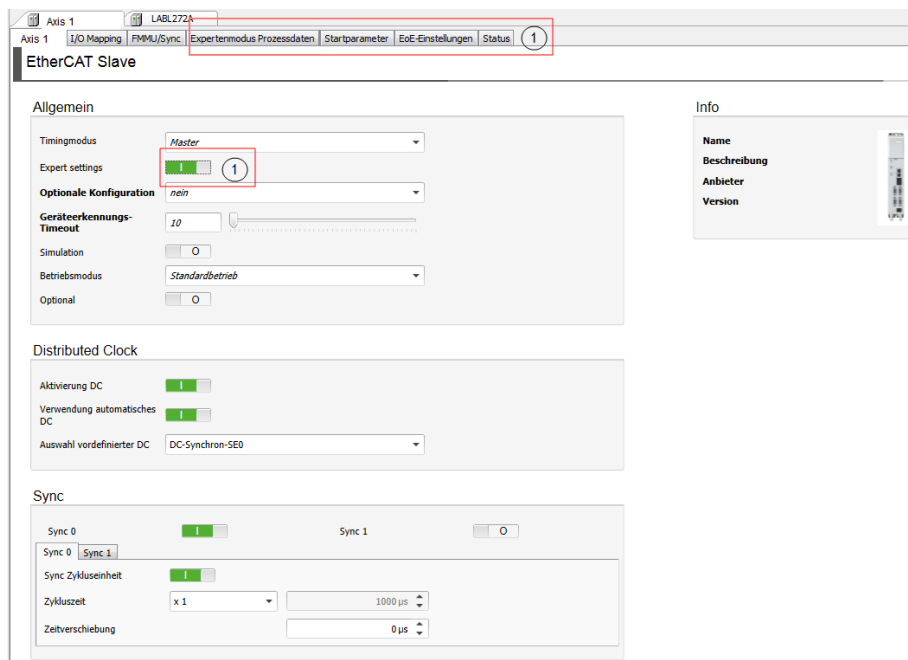 Axis 1
LABL272A
Axis 1
I/O Mapping
FMMU/Sync
Expertenmodus Prozessdaten
Startparameter
EoE-Einstellungen
Status
1
EtherCAT Slave
Allgemein
Timingmodus
Master
Expert settings
I
1
Optionale Konfiguration
nein
Geräteerkennungs-
Timeout
10
Simulation
O
Betriebsmodus
Standardbetrieb
Optional
O
Info
Name
Beschreibung
Anbieter
Version
Distributed Clock
Aktivierung DC
I
Verwendung automatisches
DC
I
Auswahl vordefinierter DC
DC-Synchron-SE0
Sync
Sync 0
I
Sync 1
O
Sync 0
Sync 1
Sync Zykluseinheit
I
Zykluszeit
x 1
1000 µs
Zeitverschiebung
0 µs